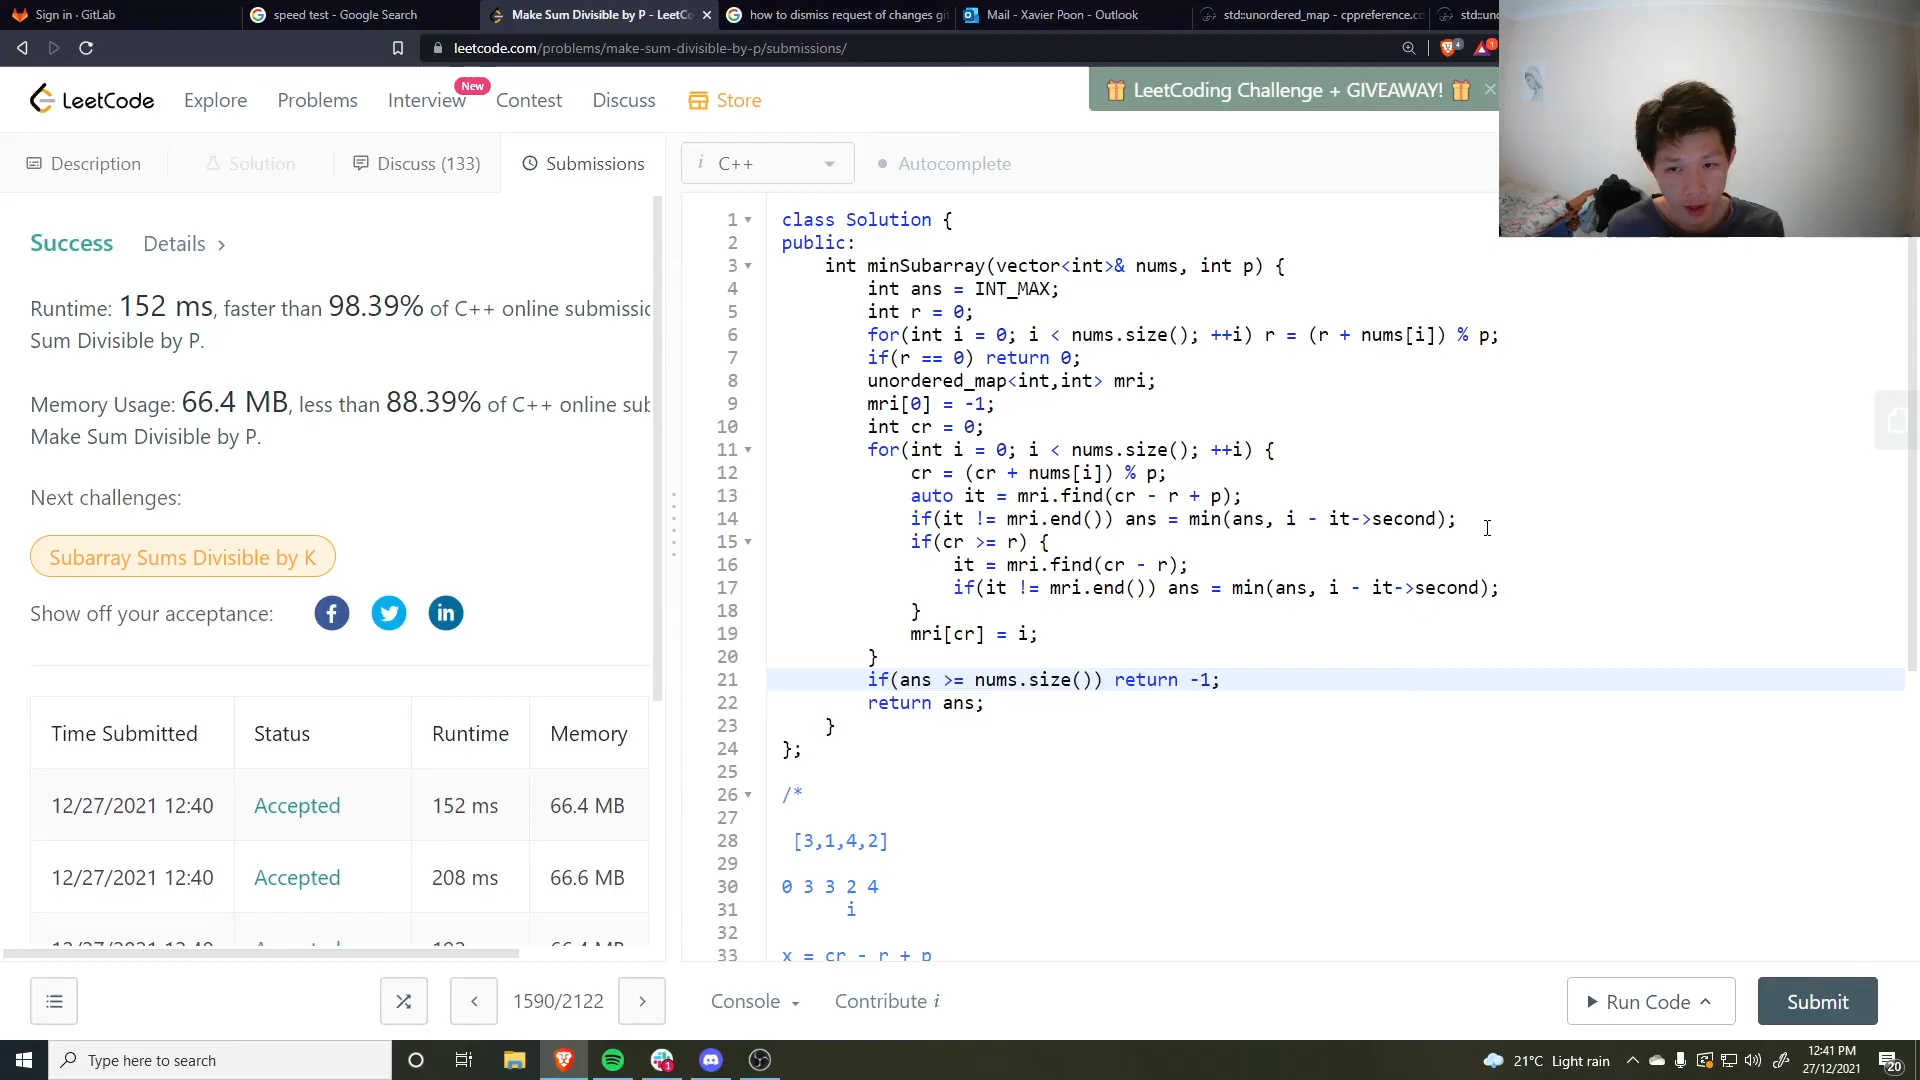 Sign in · GitLab
speed test - Google Search
Make Sum Divisible by P - LeetCo
how to dismiss request of changes gi
Mail - Xavier Poon - Outlook
std::unordered_map - cppreference.co
std::uno
leetcode.com/problems/make-sum-divisible-by-p/submissions/
4
1
LeetCode
Explore
Problems
Interview
New
Contest
Discuss
Store
LeetCoding Challenge + GIVEAWAY!
Description
Solution
Discuss (133)
Submissions
i C++
Autocomplete
Success
Details
Runtime: 152 ms, faster than 98.39% of C++ online submissio
Sum Divisible by P.
Memory Usage: 66.4 MB, less than 88.39% of C++ online sub
Make Sum Divisible by P.
Next challenges:
Subarray Sums Divisible by K
Show off your acceptance:
Time Submitted Status Runtime Memory
12/27/2021 12:40 Accepted 152 ms 66.4 MB
12/27/2021 12:40 Accepted 208 ms 66.6 MB
1 class Solution {
2 public:
3 int minSubarray(vector<int>& nums, int p) {
4 int ans = INT_MAX;
5 int r = 0;
6 for(int i = 0; i < nums.size(); ++i) r = (r + nums[i]) % p;
7 if(r == 0) return 0;
8 unordered_map<int,int> mri;
9 mri[0] = -1;
10 int cr = 0;
11 for(int i = 0; i < nums.size(); ++i) {
12 cr = (cr + nums[i]) % p;
13 auto it = mri.find(cr - r + p);
14 if(it != mri.end()) ans = min(ans, i - it->second);
15 if(cr >= r) {
16 it = mri.find(cr - r);
17 if(it != mri.end()) ans = min(ans, i - it->second);
18 }
19 mri[cr] = i;
20 }
21 if(ans >= nums.size()) return -1;
22 return ans;
23 }
24 };
25
26 /*
27
28 [3,1,4,2]
29
30 0 3 3 2 4
31 i
32
33 x = cr - r + p
1590/2122
Console
Contribute i
Run Code
Submit
Type here to search
1
21°C Light rain
12:41 PM
27/12/2021
20